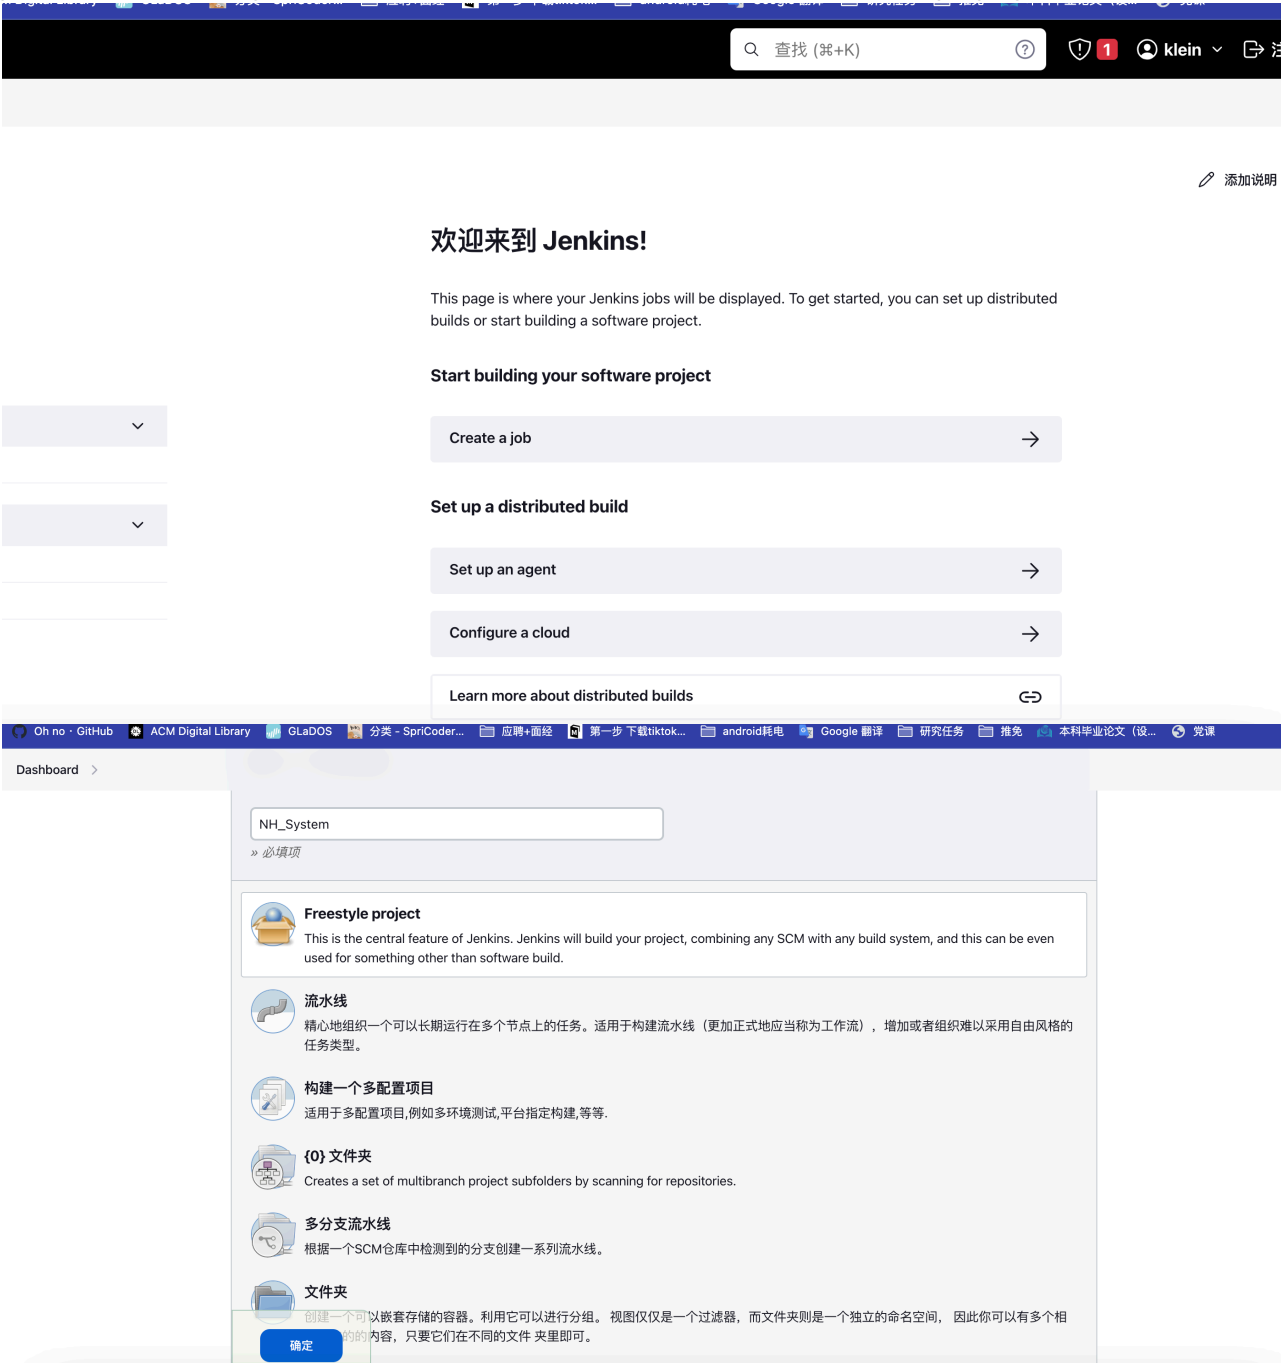 查找 (⌘+K)
1
klein
添加说明
欢迎来到 Jenkins!
This page is where your Jenkins jobs will be displayed. To get started, you can set up distributed
builds or start building a software project.
Start building your software project
Create a job
Set up a distributed build
Set up an agent
Configure a cloud
Learn more about distributed builds
Oh no · GitHub ACM Digital Library GLaDOS 分类 - SpriCoder... 应聘+面经 第一步 下载tiktok... android耗电 Google 翻译 研究任务 推免 本科毕业论文（设... 党课
Dashboard
NH_System
» 必填项
Freestyle project
This is the central feature of Jenkins. Jenkins will build your project, combining any SCM with any build system, and this can be even
used for something other than software build.
流水线
精心地组织一个可以长期运行在多个节点上的任务。适用于构建流水线（更加正式地应当称为工作流），增加或者组织难以采用自由风格的
任务类型。
构建一个多配置项目
适用于多配置项目,例如多环境测试,平台指定构建,等等.
{0} 文件夹
Creates a set of multibranch project subfolders by scanning for repositories.
多分支流水线
根据一个SCM仓库中检测到的分支创建一系列流水线。
文件夹
创建一个可以嵌套存储的容器。利用它可以进行分组。 视图仅仅是一个过滤器，而文件夹则是一个独立的命名空间， 因此你可以有多个相
的的内容，只要它们在不同的文件 夹里即可。
确定